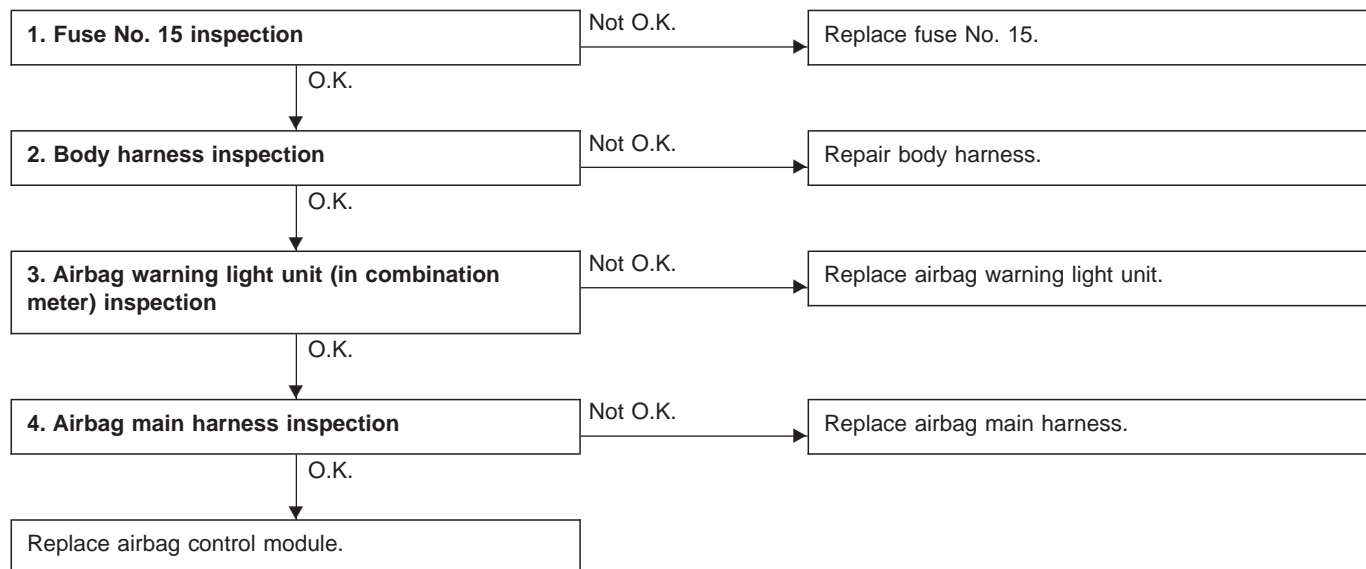 1. Fuse No. 15 inspection
Not O.K.
Replace fuse No. 15.
O.K.
2. Body harness inspection
Not O.K.
Repair body harness.
O.K.
3. Airbag warning light unit (in combination
meter) inspection
Not O.K.
Replace airbag warning light unit.
O.K.
4. Airbag main harness inspection
Not O.K.
Replace airbag main harness.
O.K.
Replace airbag control module.